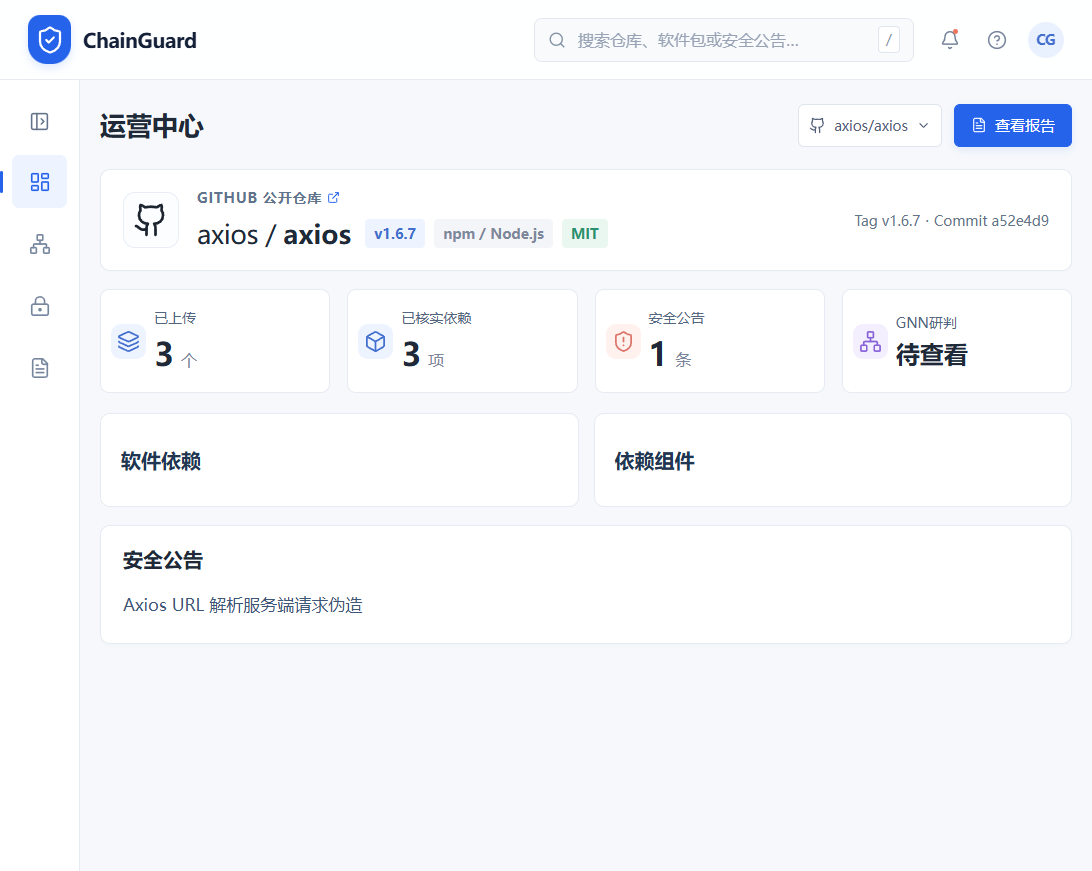 ChainGuard
搜索仓库、软件包或安全公告...
/
CG
运营中心
axios/axios
查看报告
GITHUB 公开仓库
axios / axios
v1.6.7
npm / Node.js
MIT
Tag v1.6.7 · Commit a52e4d9
已上传
3 个
已核实依赖
3 项
安全公告
1 条
GNN研判
待查看
软件依赖
依赖组件
安全公告
Axios URL 解析服务端请求伪造